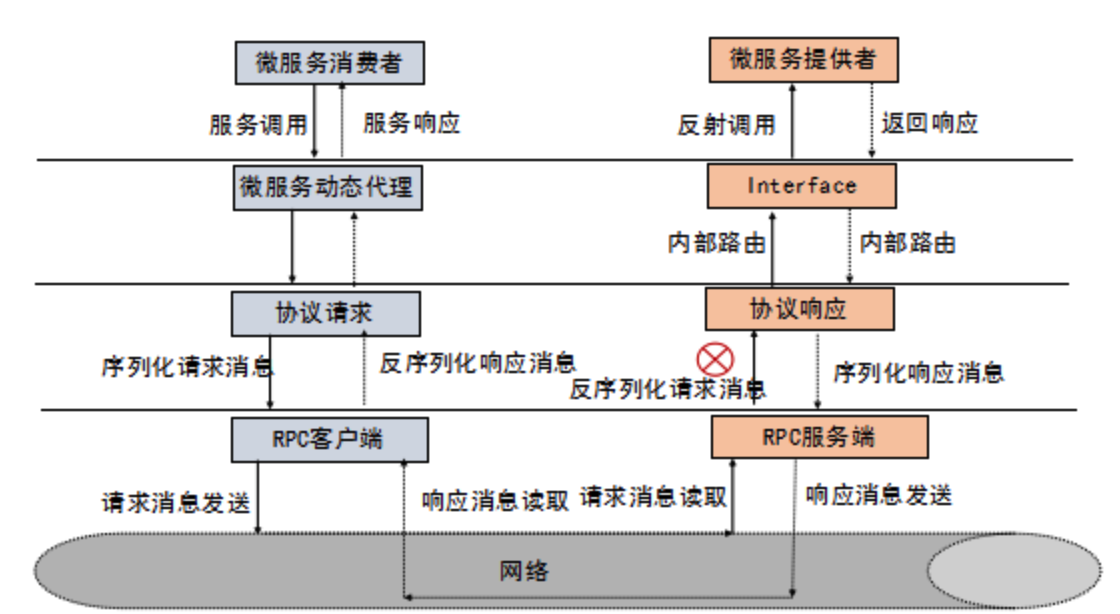 微服务消费者
微服务提供者
服务调用
服务响应
反射调用
返回响应
微服务动态代理
Interface
内部路由
内部路由
协议请求
协议响应
序列化请求消息
反序列化响应消息
反序列化请求消息
序列化响应消息
RPC客户端
RPC服务端
请求消息发送
响应消息读取
请求消息读取
响应消息发送
网络